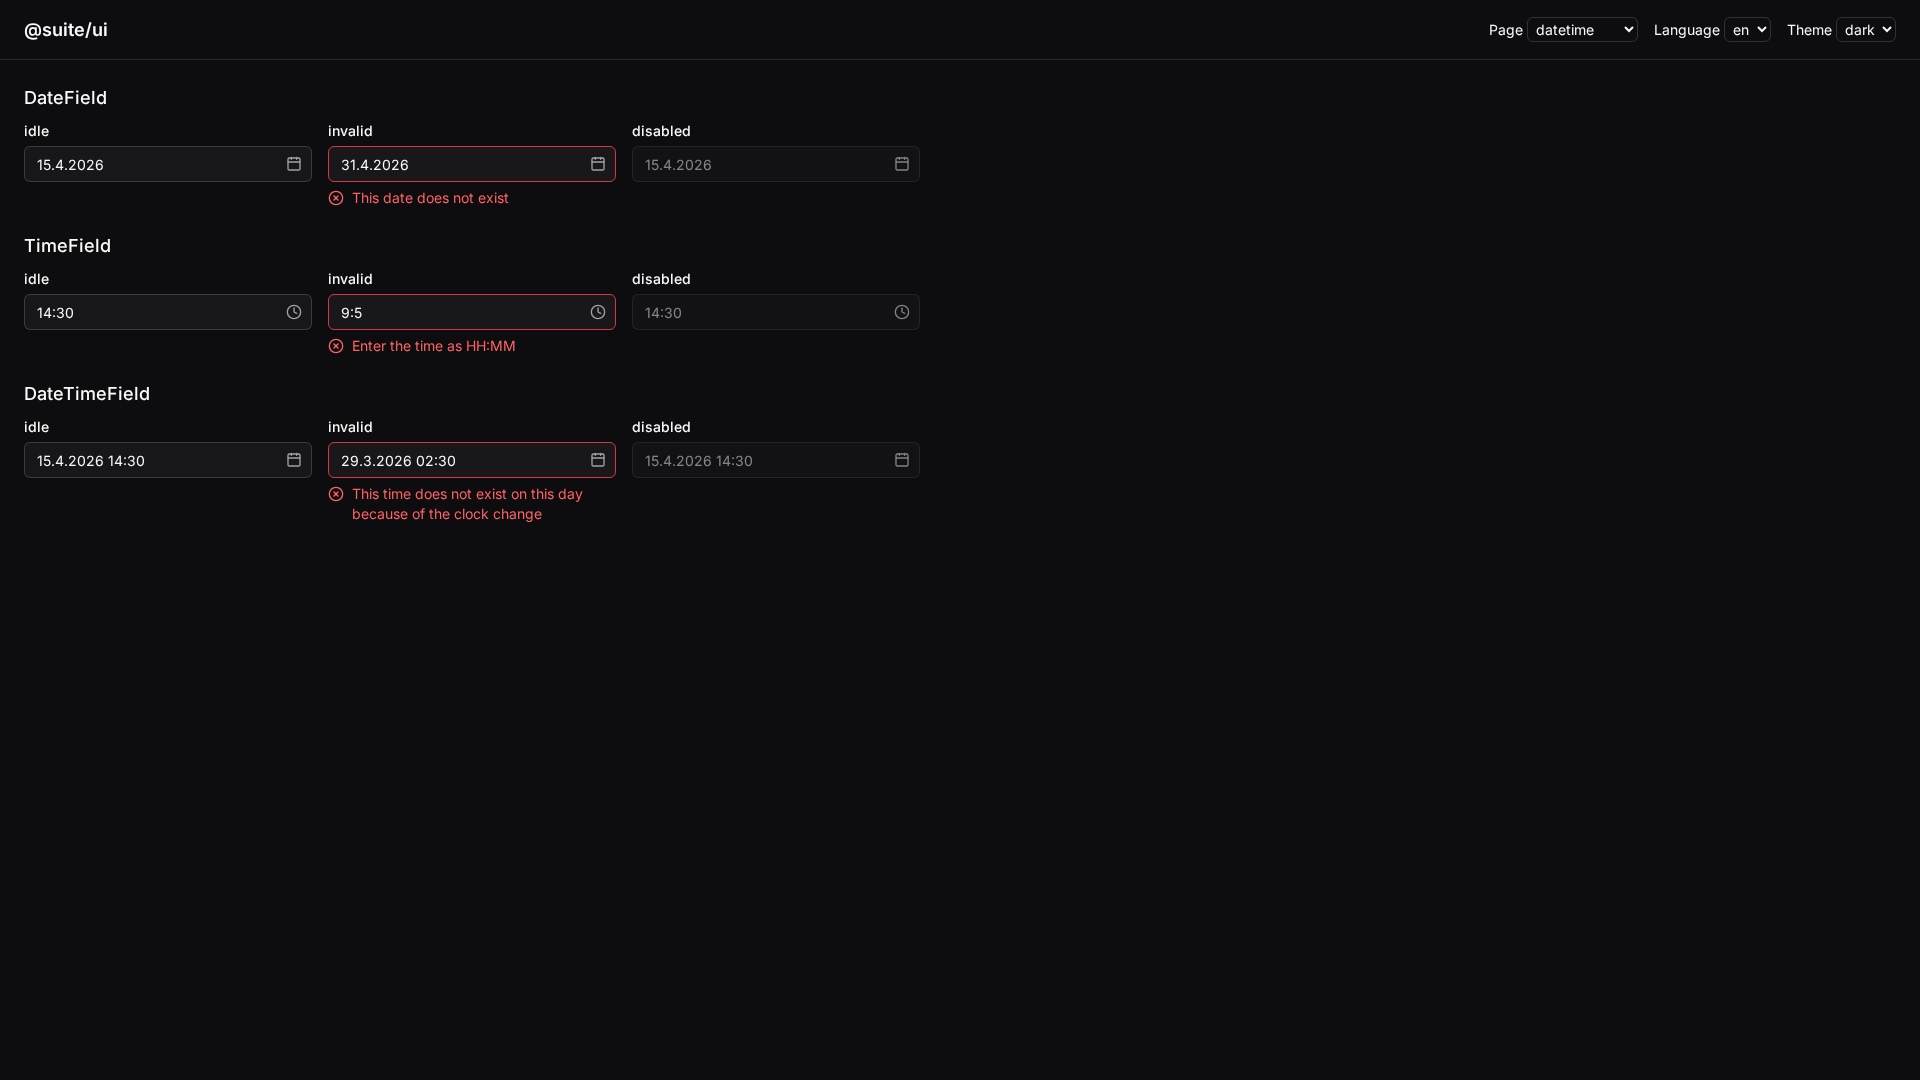 @suite/ui
Page datetime Language en Theme dark
DateField
idle invalid disabled
15.4.2026 31.4.2026 15.4.2026
This date does not exist
TimeField
idle invalid disabled
14:30 9:5 14:30
Enter the time as HH:MM
DateTimeField
idle invalid disabled
15.4.2026 14:30 29.3.2026 02:30 15.4.2026 14:30
This time does not exist on this day
because of the clock change